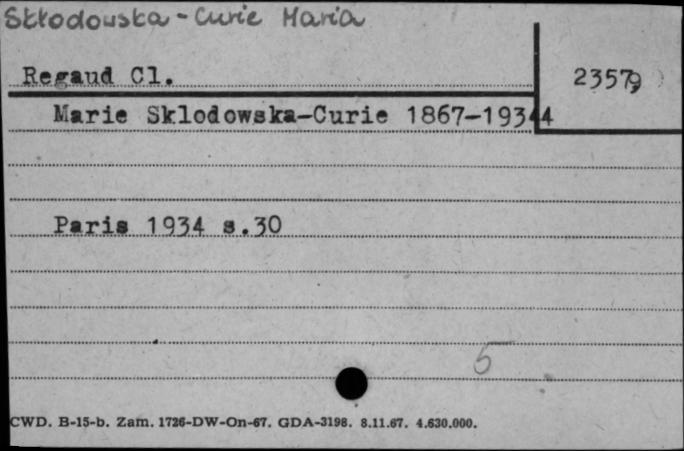 Skłodowska-Curie Maria
Regaud Cl.
23579
Marie Sklodowska-Curie 1867-1934
Paris 1934 s.30
5
CWD. B-15-b. Zam. 1726-DW-On-67. GDA-3198. 8.11.67. 4.630.000.